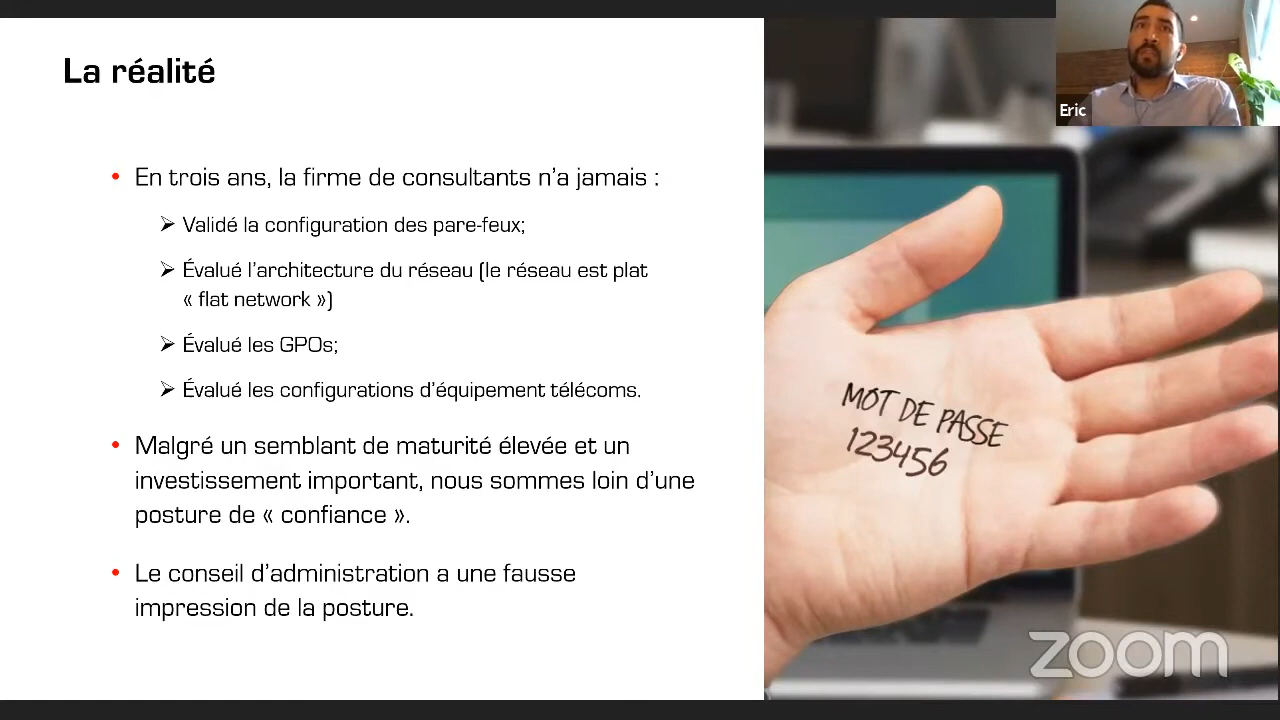 La réalité
Eric
• En trois ans, la firme de consultants n’a jamais :
➢ Validé la configuration des pare-feux;
➢ Évalué l’architecture du réseau (le réseau est plat
« flat network »)
➢ Évalué les GPOs;
➢ Évalué les configurations d’équipement télécoms.
• Malgré un semblant de maturité élevée et un
investissement important, nous sommes loin d’une
posture de « confiance ».
• Le conseil d’administration a une fausse
impression de la posture.
MOT DE PASSE
123456
zoom